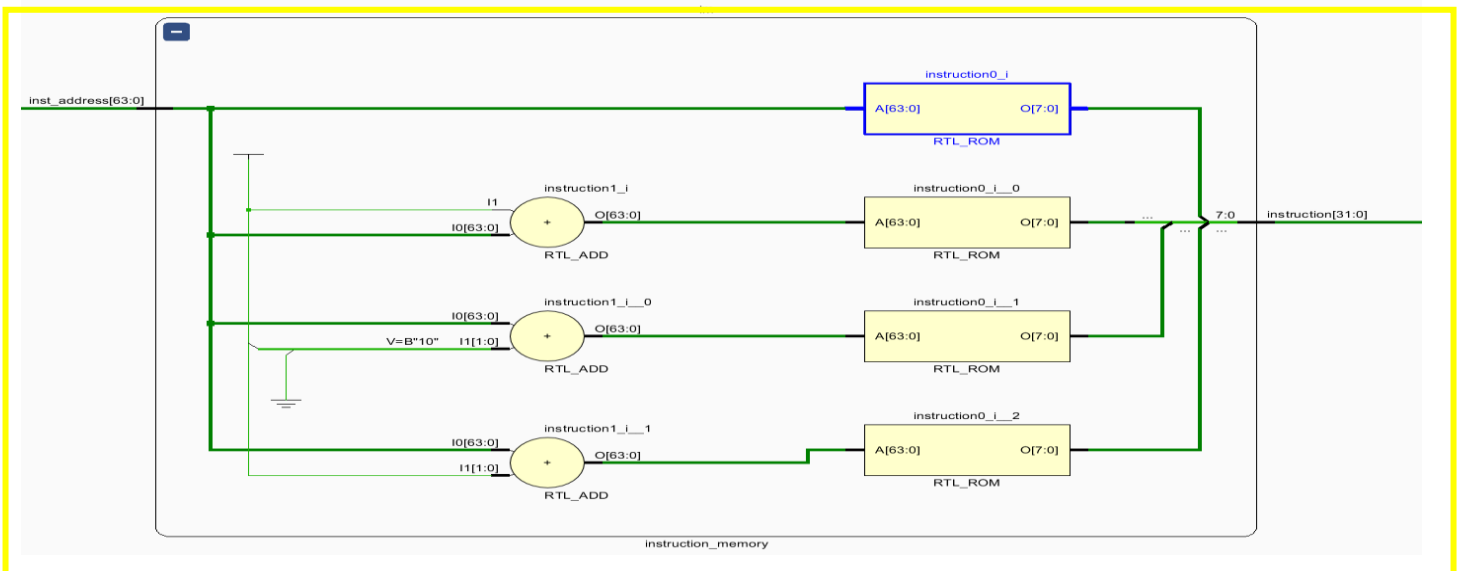 instruction0_i
inst_address[63:0]
A[63:0] O[7:0]
RTL_ROM
instruction1_i
instruction0_i__0
I1
O[63:0]
I0[63:0]
A[63:0] O[7:0]
... 7:0
instruction[31:0]
... ...
RTL_ADD
RTL_ROM
instruction1_i__0
instruction0_i__1
I0[63:0]
O[63:0]
V=B"10" I1[1:0]
A[63:0] O[7:0]
RTL_ADD
RTL_ROM
instruction1_i__1
instruction0_i__2
I0[63:0]
O[63:0]
I1[1:0]
A[63:0] O[7:0]
RTL_ADD
RTL_ROM
instruction_memory